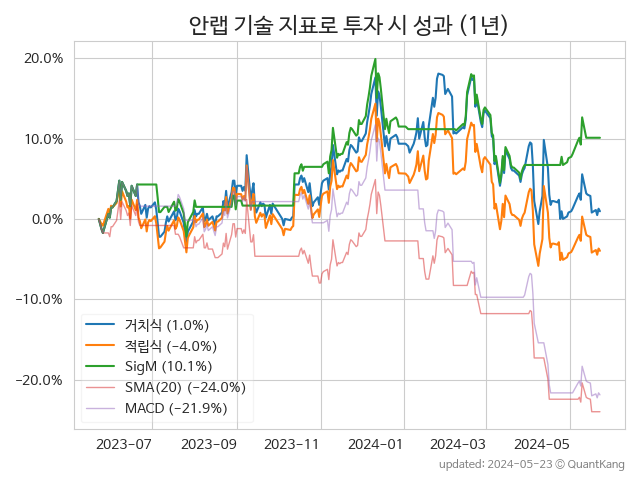 안랩 기술 지표로 투자 시 성과 (1년)
20.0%
10.0%
0.0%
−10.0%
−20.0%
거치식 (1.0%)
적립식 (−4.0%)
SigM (10.1%)
SMA(20) (−24.0%)
MACD (−21.9%)
2023-07 2023-09 2023-11 2024-01 2024-03 2024-05
updated: 2024-05-23 ⓒ QuantKang